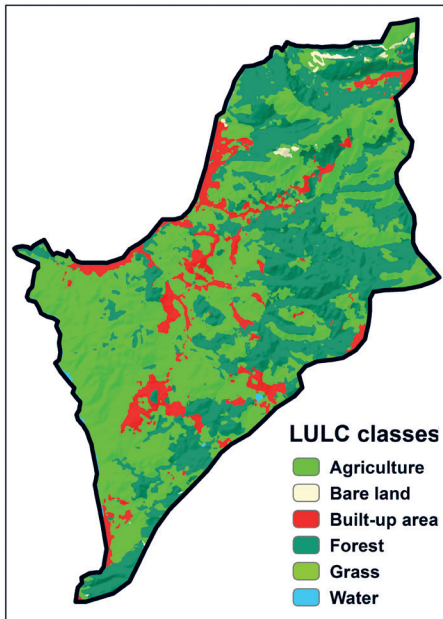 LULC classes
Agriculture
Bare land
Built-up area
Forest
Grass
Water